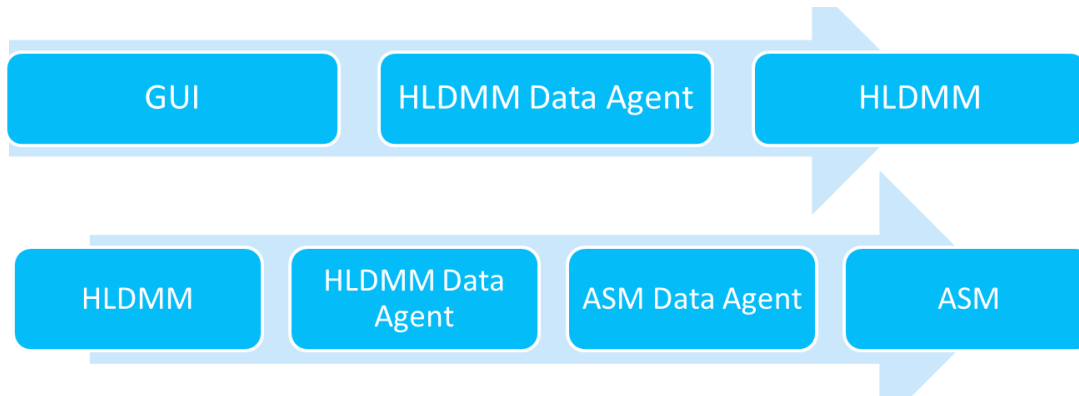 GUI
HLDMM Data Agent
HLDMM
HLDMM
HLDMM Data
Agent
ASM Data Agent
ASM